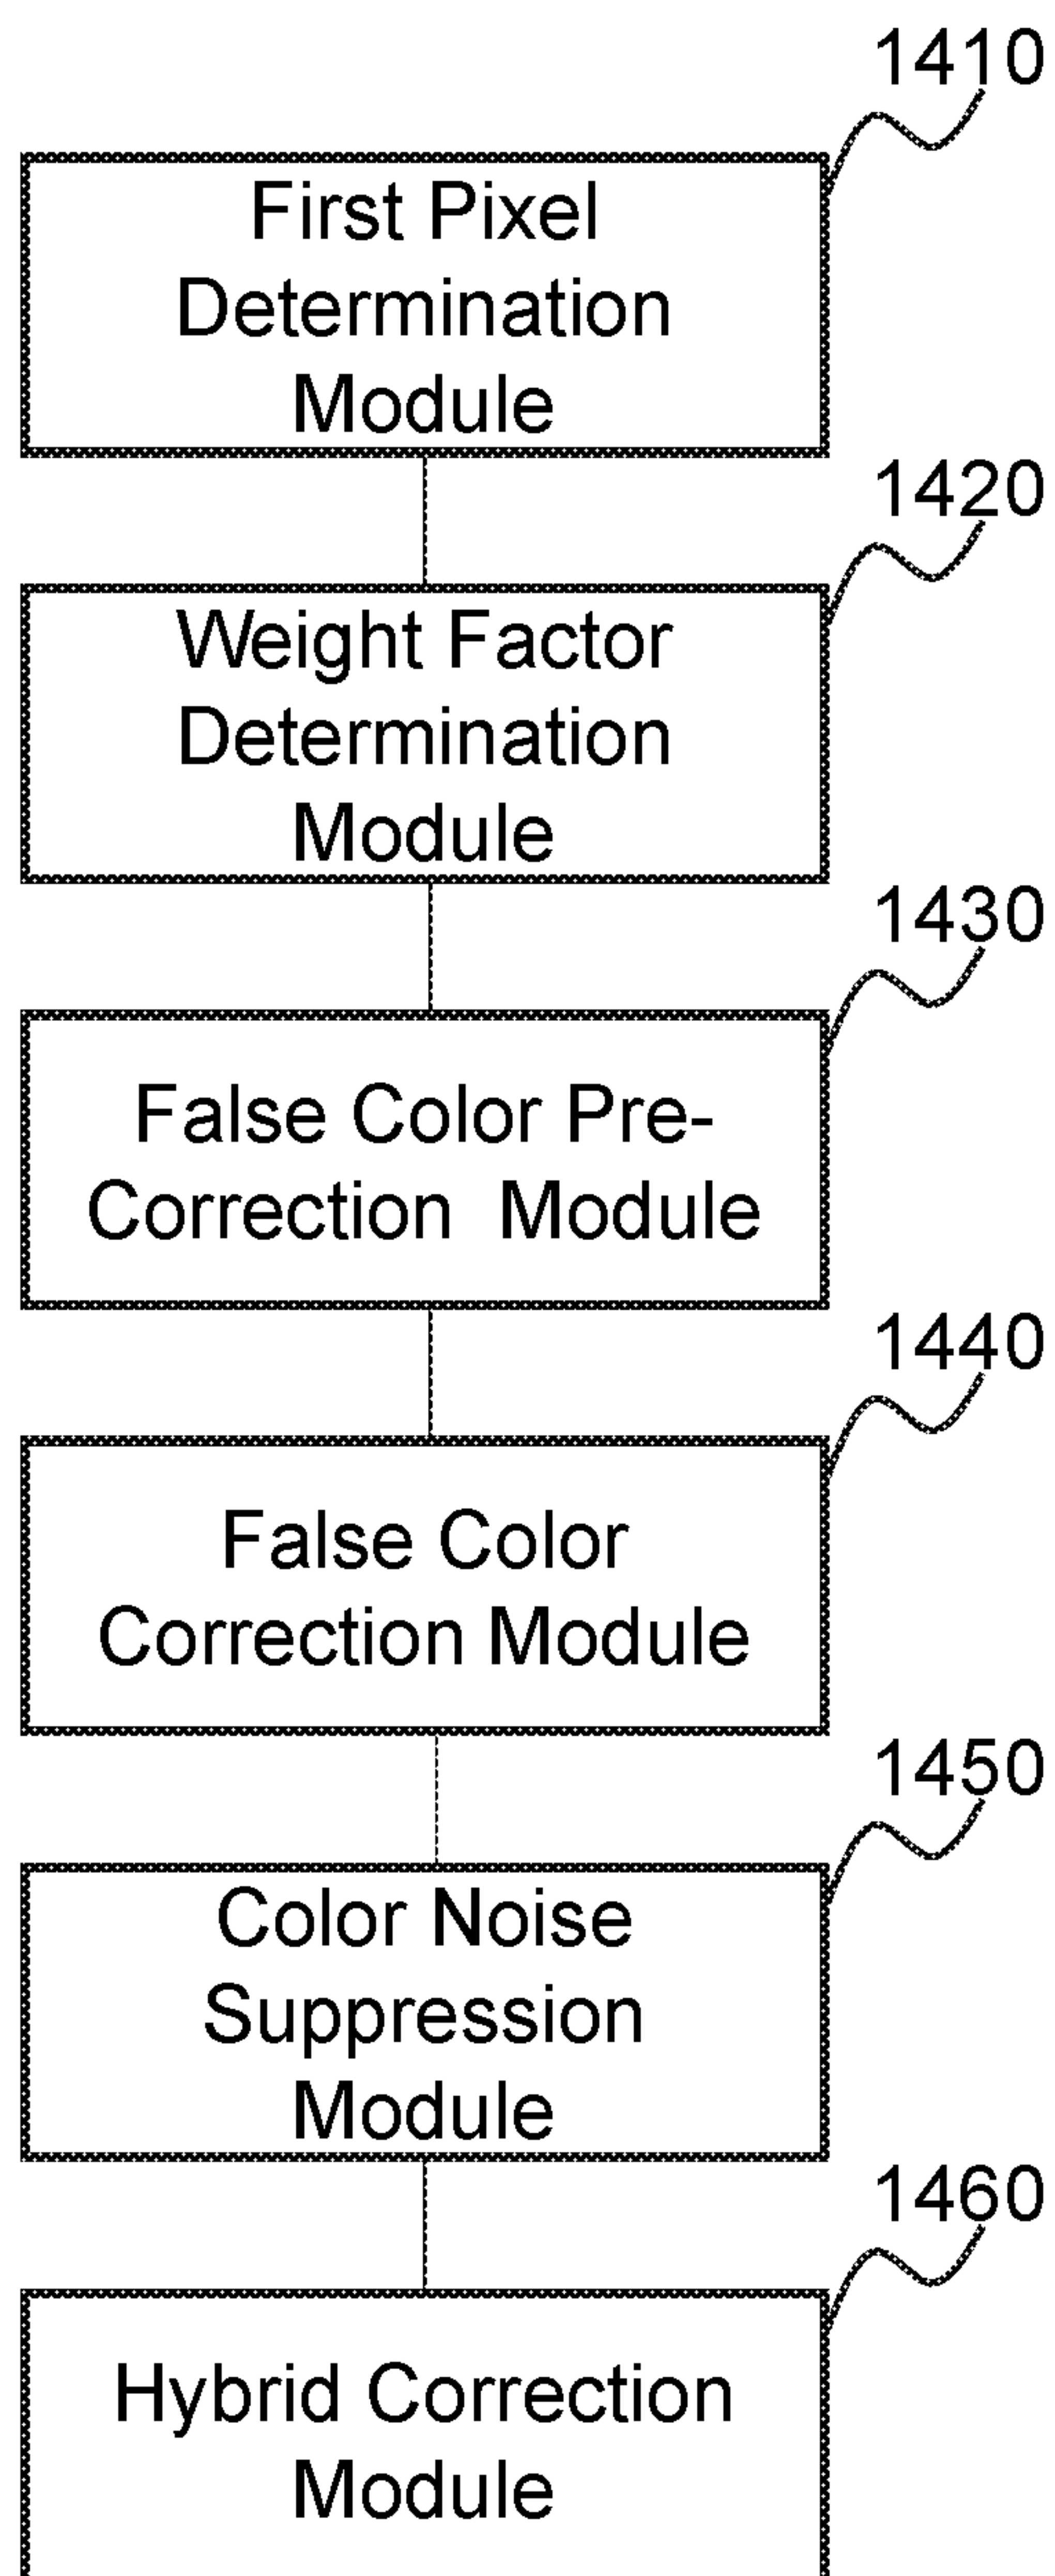 1410
First Pixel
Determination
Module
1420
Weight Factor
Determination
Module
1430
False Color Pre-
Correction  Module
1440
False Color
Correction Module
1450
Color Noise
Suppression
Module
1460
Hybrid Correction
Module